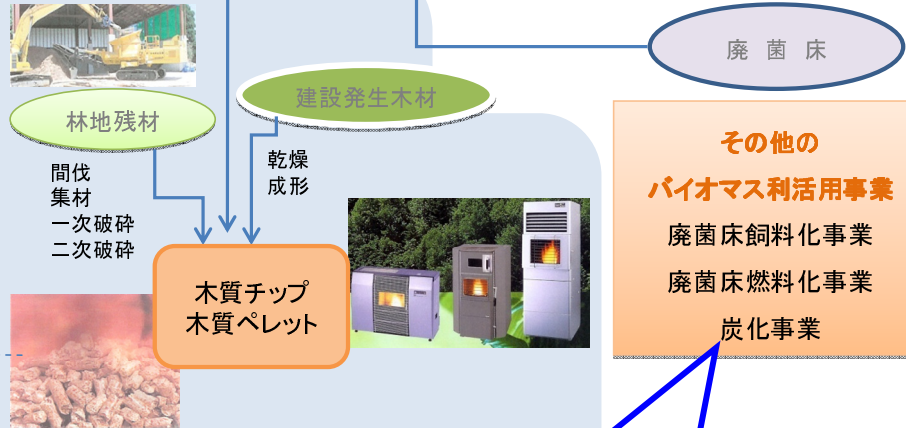 廃 菌 床
建設発生木材
林地残材
乾燥
成形
間伐
集材
一次破砕
二次破砕
木質チップ
木質ペレット
その他の
バイオマス利活用事業
廃菌床飼料化事業
廃菌床燃料化事業
炭化事業